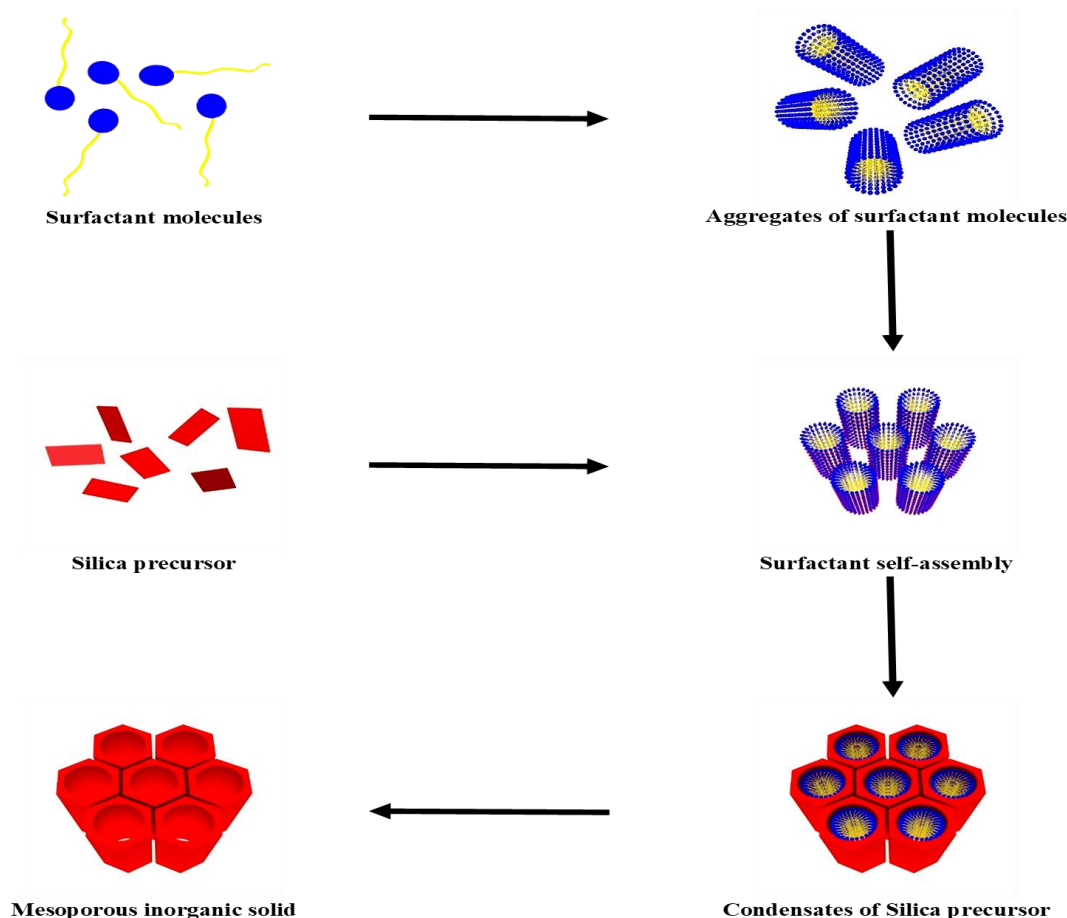 Surfactant molecules
Aggregates of surfactant molecules
Silica precursor
Surfactant self-assembly
Mesoporous inorganic solid
Condensates of Silica precursor